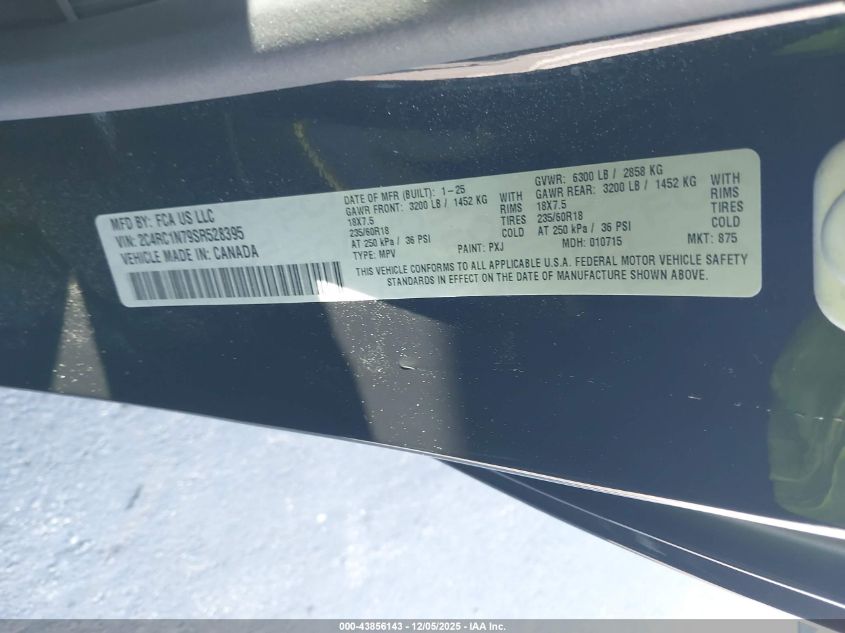 MFD BY: FCA US LLC
VIN: 2C4RC1N79SR528395
VEHICLE MADE IN: CANADA
DATE OF MFR (BUILT): 1-25
GAWR FRONT: 3200 LB / 1452 KG WITH
18X7.5 RIMS
235/60R18 TIRES
AT 250 kPa / 36 PSI COLD
TYPE: MPV PAINT: PXJ
GVWR: 6300 LB / 2858 KG
GAWR REAR: 3200 LB / 1452 KG WITH
18X7.5 RIMS
235/60R18 TIRES
AT 250 kPa / 36 PSI COLD
MDH: 010715 MKT: 875
THIS VEHICLE CONFORMS TO ALL APPLICABLE U.S.A. FEDERAL MOTOR VEHICLE SAFETY
STANDARDS IN EFFECT ON THE DATE OF MANUFACTURE SHOWN ABOVE.
000-43856143 - 12/05/2025 - IAA Inc.